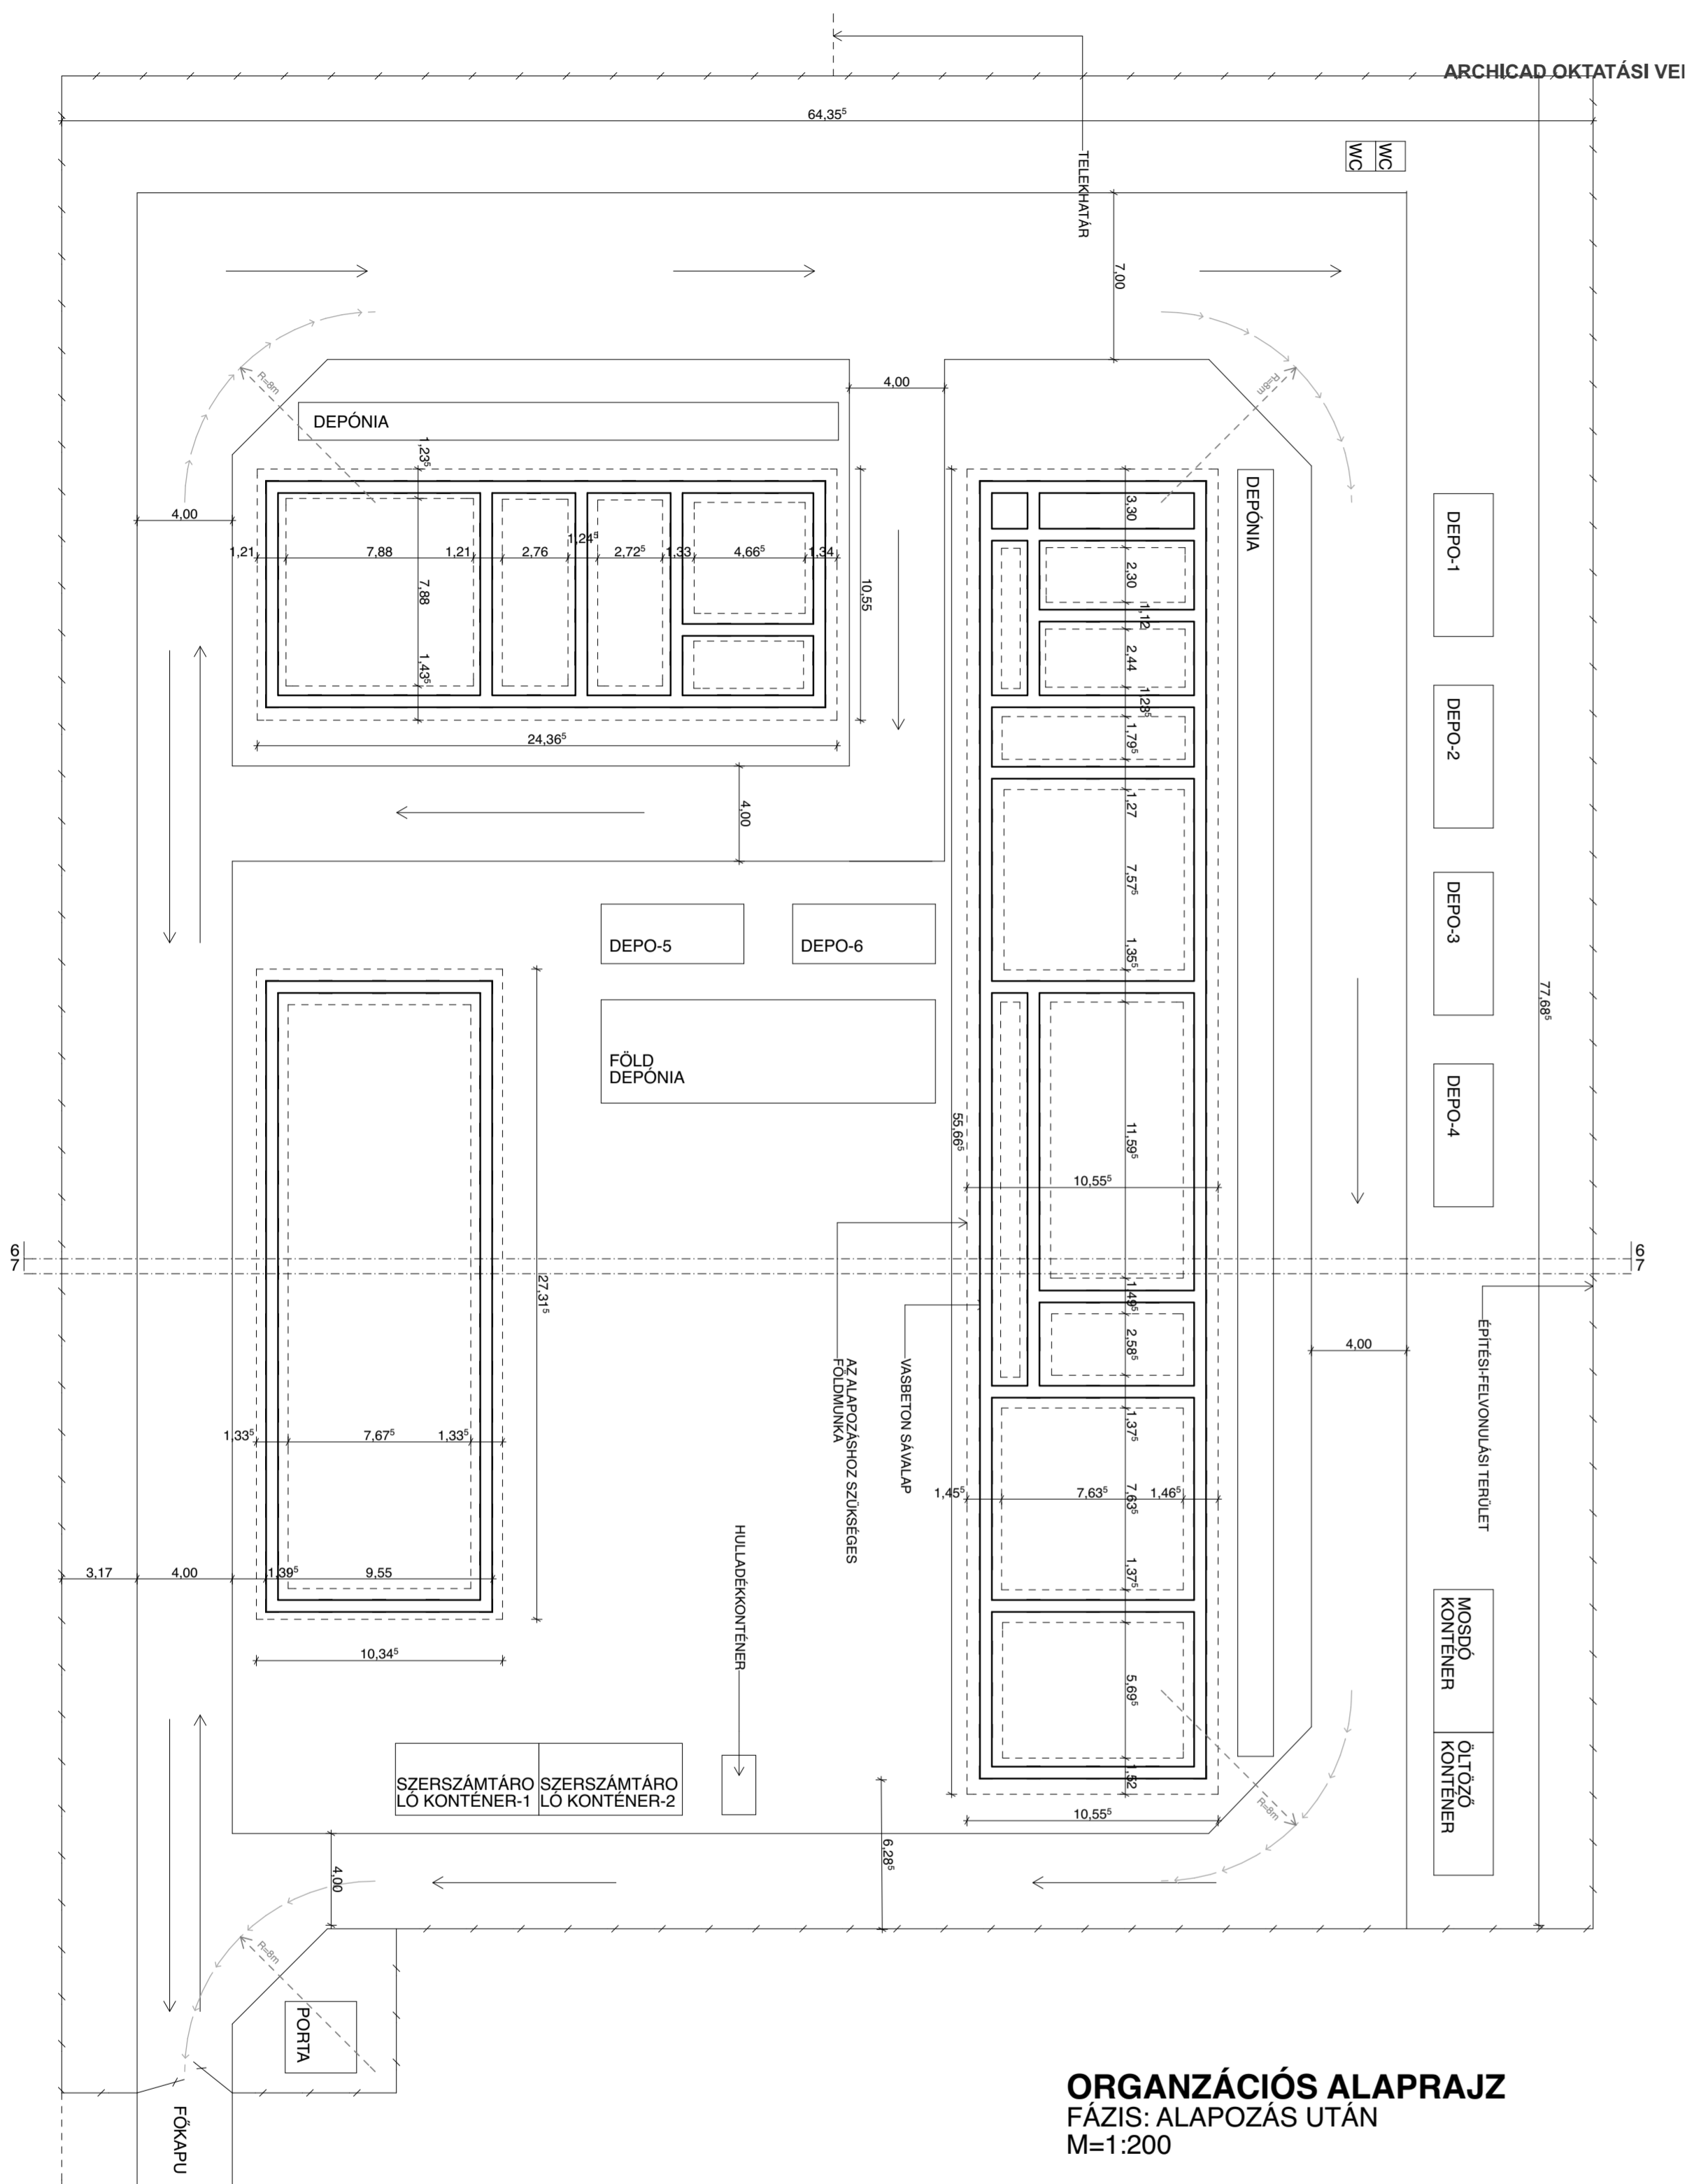 ARCHICAD OKTATÁSI VE
64,35⁵
TELEKHATÁR
WC
WC
7,00
R=8m
R=8m
4,00
DEPÓNIA
1,23⁵
4,00
1,21
7,88
1,21
2,76
1,24⁵
2,72⁵
1,33
4,66⁵
1,34
7,88
10,55
1,43⁵
24,36⁵
4,00
DEPÓNIA
3,30
2,30
1,12
2,44
1,23⁵
1,79⁵
1,27
7,57⁵
1,35⁵
11,59⁵
10,55⁵
1,49⁵
2,58⁵
1,37⁵
1,45⁵
7,63⁵
7,63⁵
1,46⁵
1,37⁵
5,69⁵
1,52
10,55⁵
55,66⁵
DEPO-1
DEPO-2
DEPO-3
DEPO-4
77,68⁵
DEPO-5
DEPO-6
FÖLD
DEPÓNIA
6
7
6
7
27,31⁵
4,00
AZ ALAPOZÁSHOZ SZÜKSÉGES
FÖLDMUNKA
VASBETON SÁVALAP
ÉPÍTÉSI-FELVONULÁSI TERÜLET
1,33⁵
7,67⁵
1,33⁵
3,17
4,00
1,39⁵
9,55
10,34⁵
HULLADÉKKONTÉNER
MOSDÓ
KONTÉNER
ÖLTÖZŐ
KONTÉNER
SZERSZÁMTÁRO
LÓ KONTÉNER-1
SZERSZÁMTÁRO
LÓ KONTÉNER-2
R=8m
6,28⁵
4,00
R=8m
PORTA
FŐKAPU
ORGANZÁCIÓS ALAPRAJZ
FÁZIS: ALAPOZÁS UTÁN
M=1:200